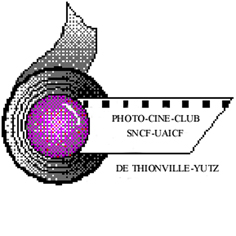 PHOTO-CINE-CLUB
SNCF-UAICF
DE THIONVILLE-YUTZ